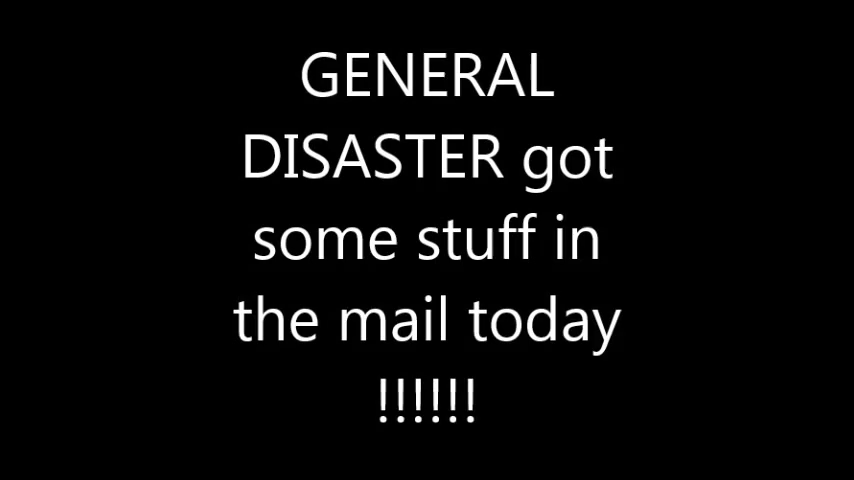 GENERAL
DISASTER got
some stuff in
the mail today
!!!!!!